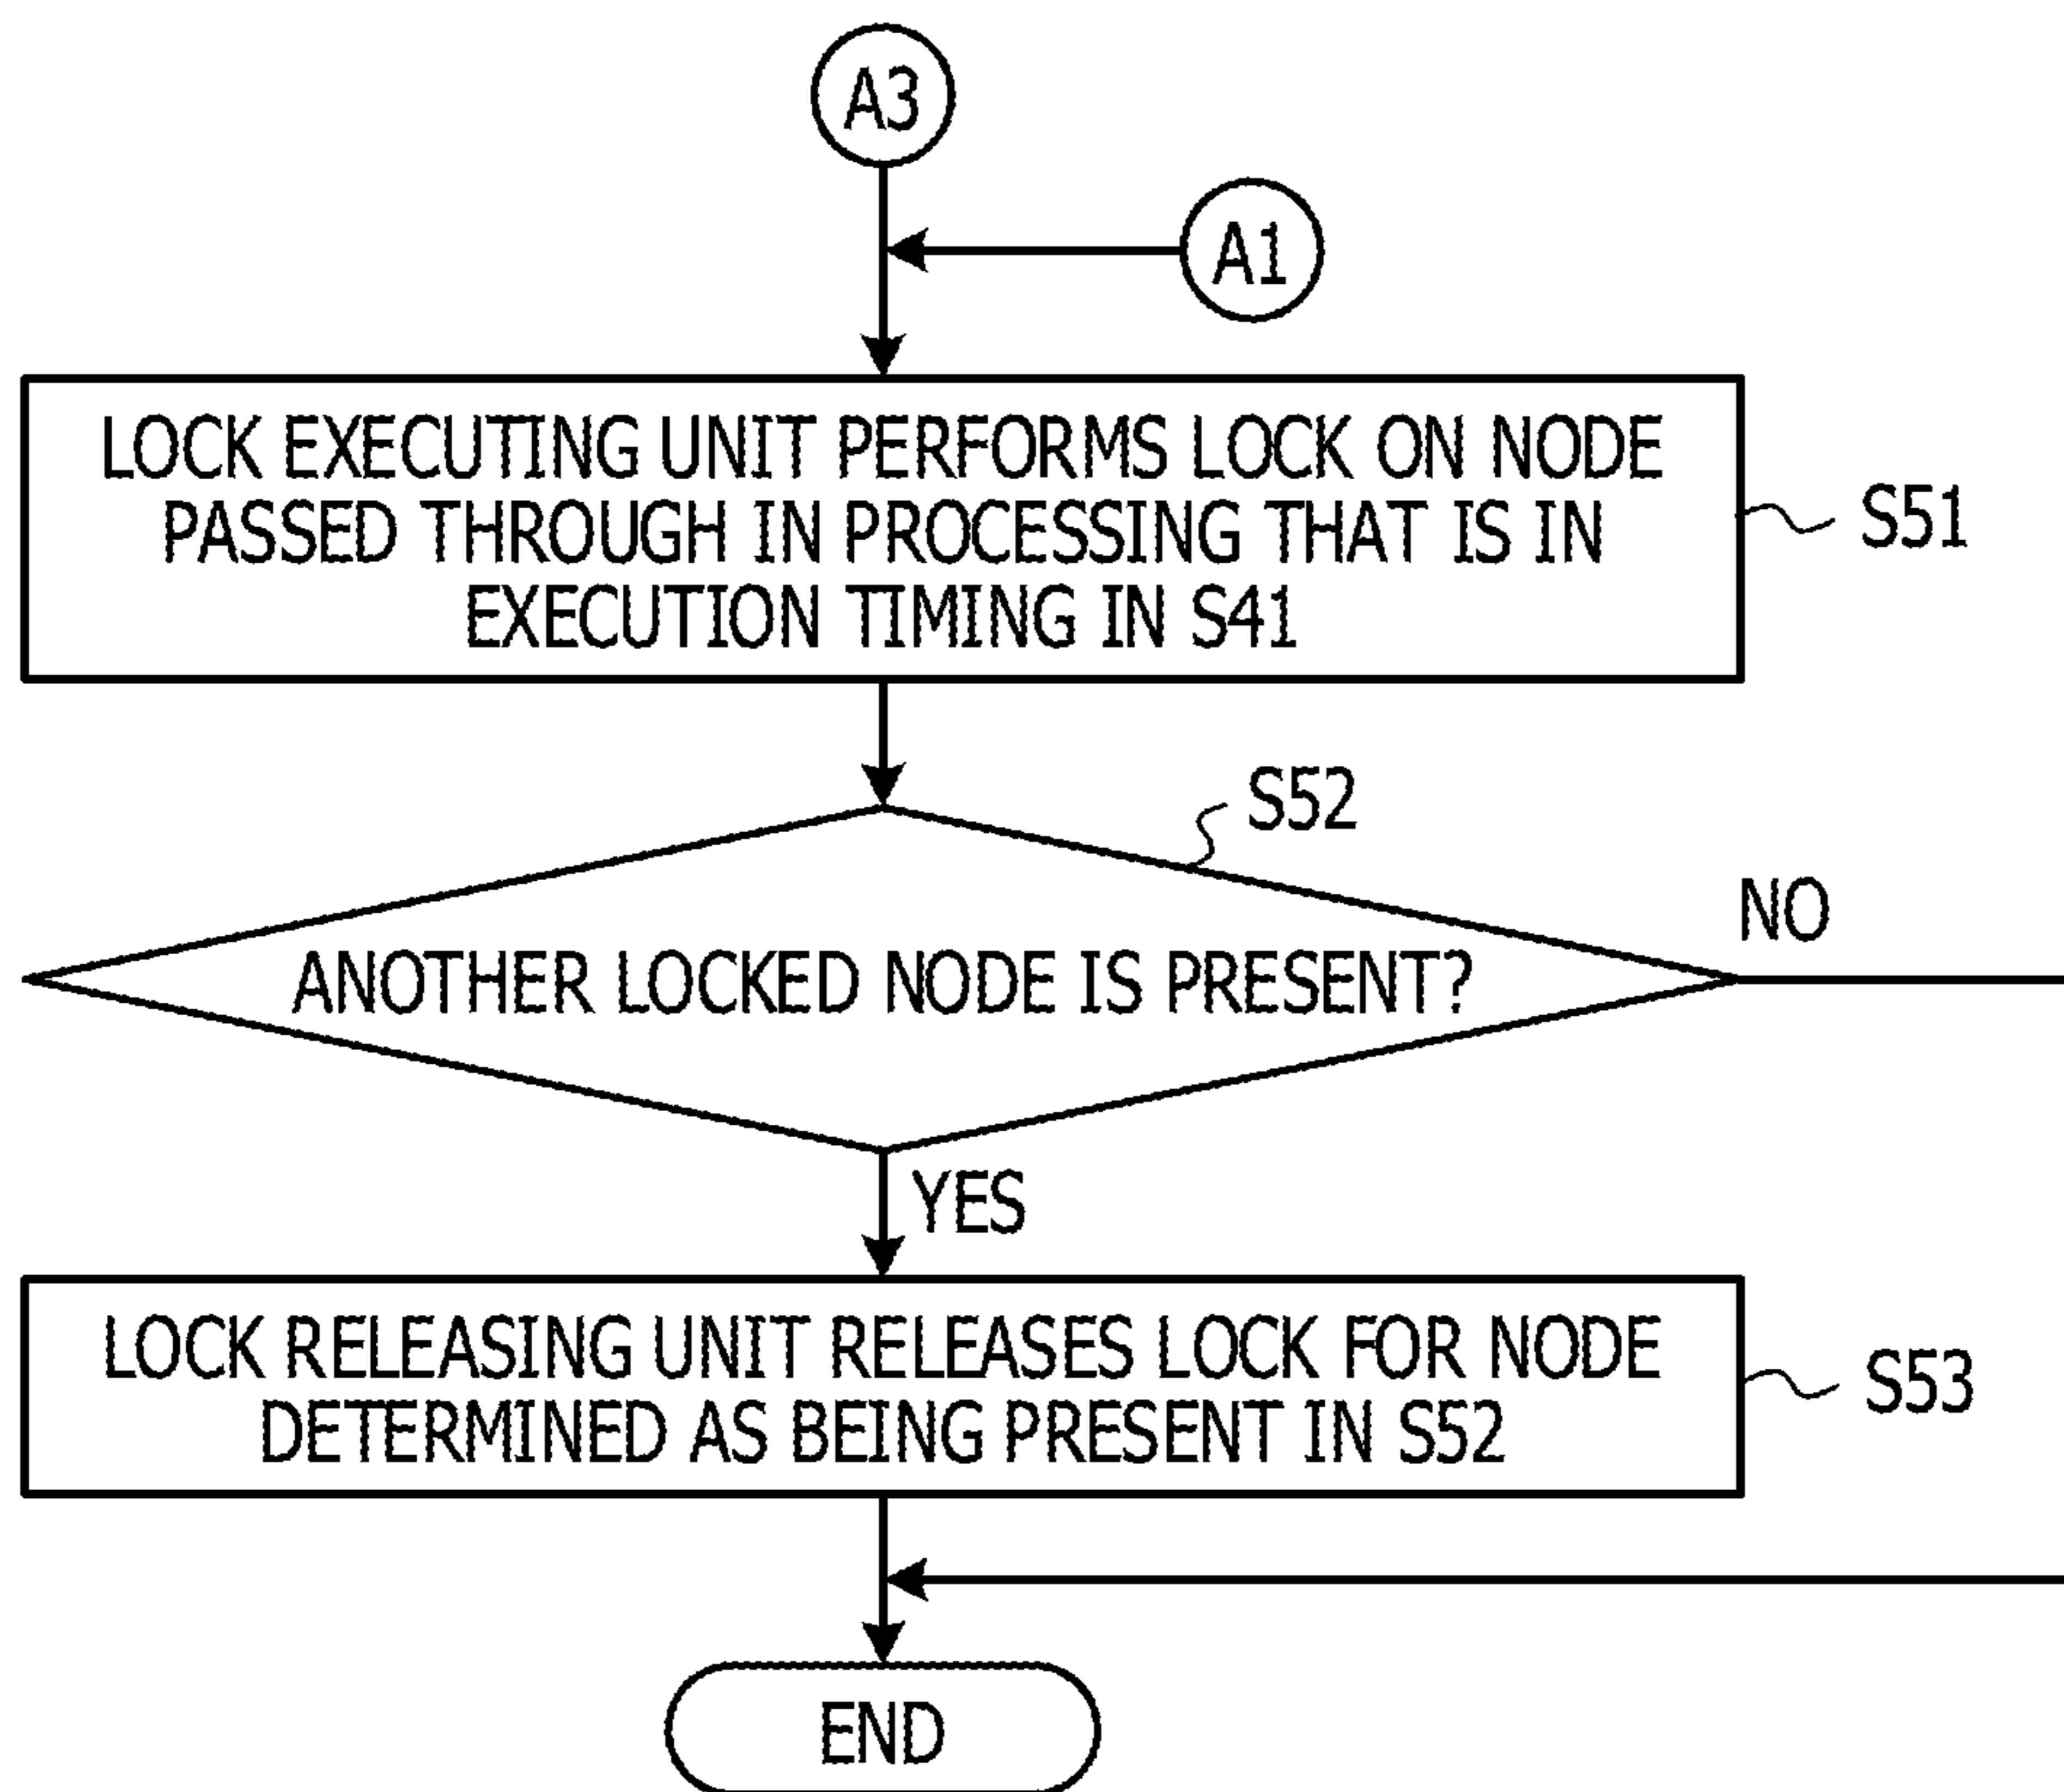 A3
A1
LOCK EXECUTING UNIT PERFORMS LOCK ON NODE
PASSED THROUGH IN PROCESSING THAT IS IN
EXECUTION TIMING IN S41
S51
S52
ANOTHER LOCKED NODE IS PRESENT?
NO
YES
LOCK RELEASING UNIT RELEASES LOCK FOR NODE
DETERMINED AS BEING PRESENT IN S52
S53
END